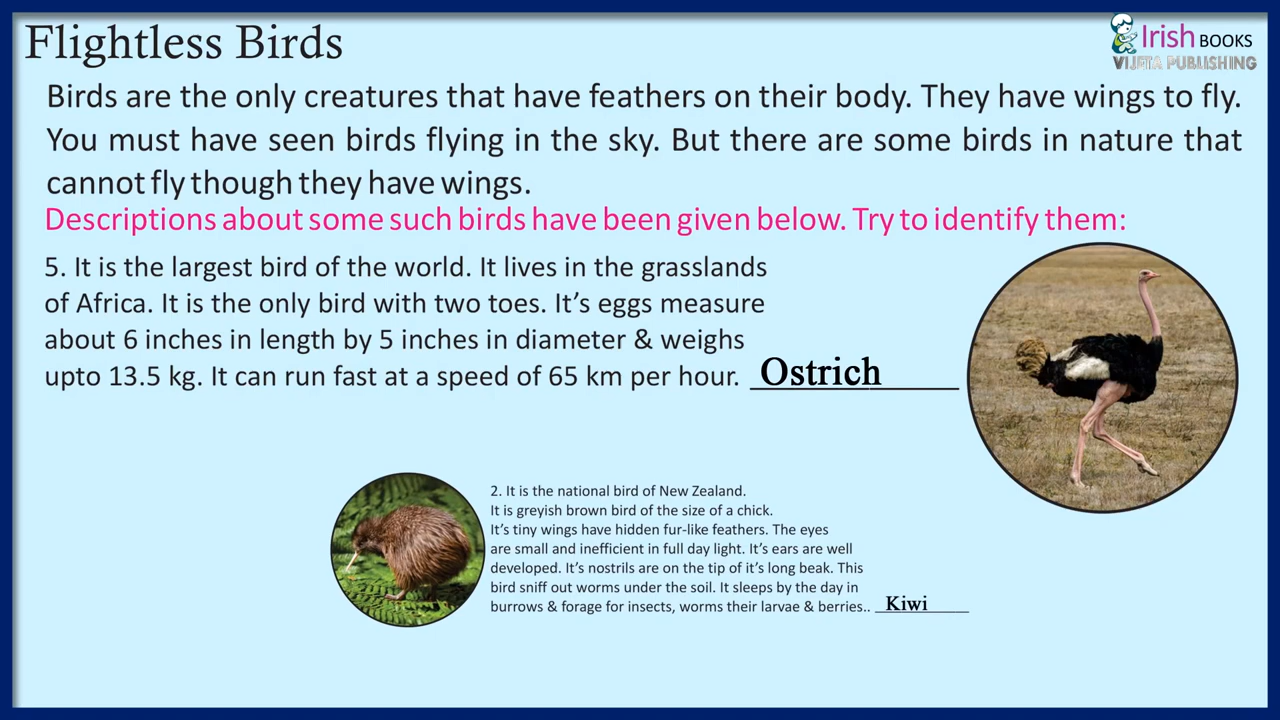 Flightless Birds
Irish BOOKS
VIJETA PUBLISHING
Birds are the only creatures that have feathers on their body. They have wings to fly.
You must have seen birds flying in the sky. But there are some birds in nature that
cannot fly though they have wings.
Descriptions about some such birds have been given below. Try to identify them:
5. It is the largest bird of the world. It lives in the grasslands
of Africa. It is the only bird with two toes. It’s eggs measure
about 6 inches in length by 5 inches in diameter & weighs
upto 13.5 kg. It can run fast at a speed of 65 km per hour. Ostrich
2. It is the national bird of New Zealand.
It is greyish brown bird of the size of a chick.
It’s tiny wings have hidden fur-like feathers. The eyes
are small and inefficient in full day light. It’s ears are well
developed. It’s nostrils are on the tip of it’s long beak. This
bird sniff out worms under the soil. It sleeps by the day in
burrows & forage for insects, worms their larvae & berries.. Kiwi